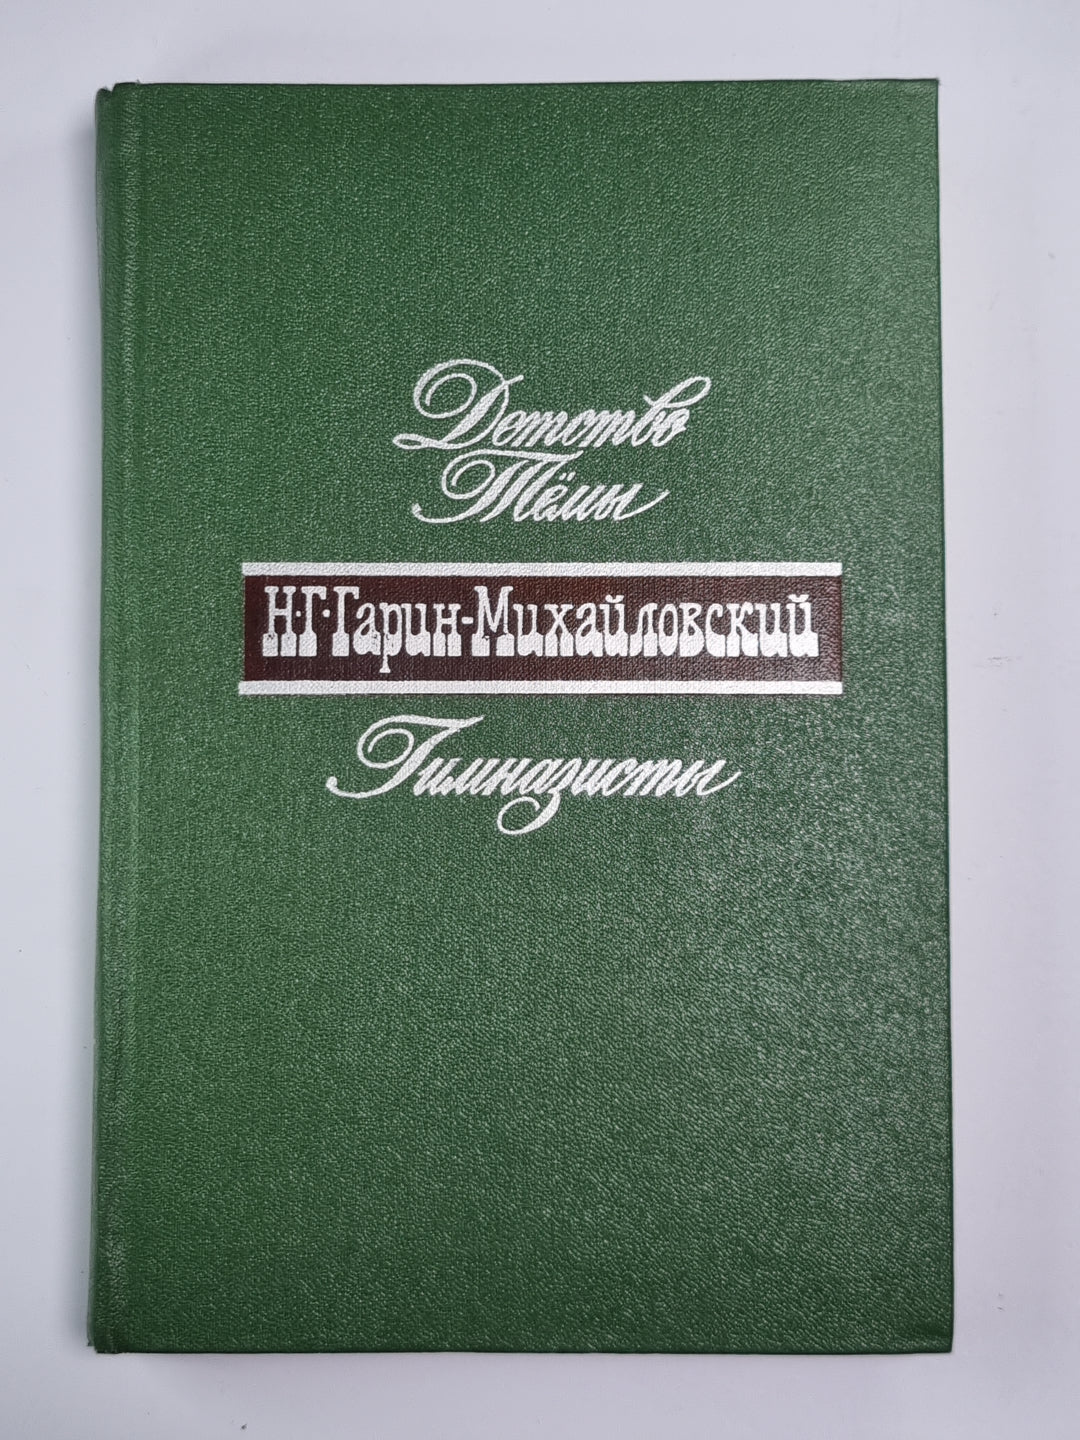 Детство
Тёмы
Н·Г·Гарин-Михайловский
Гимназисты